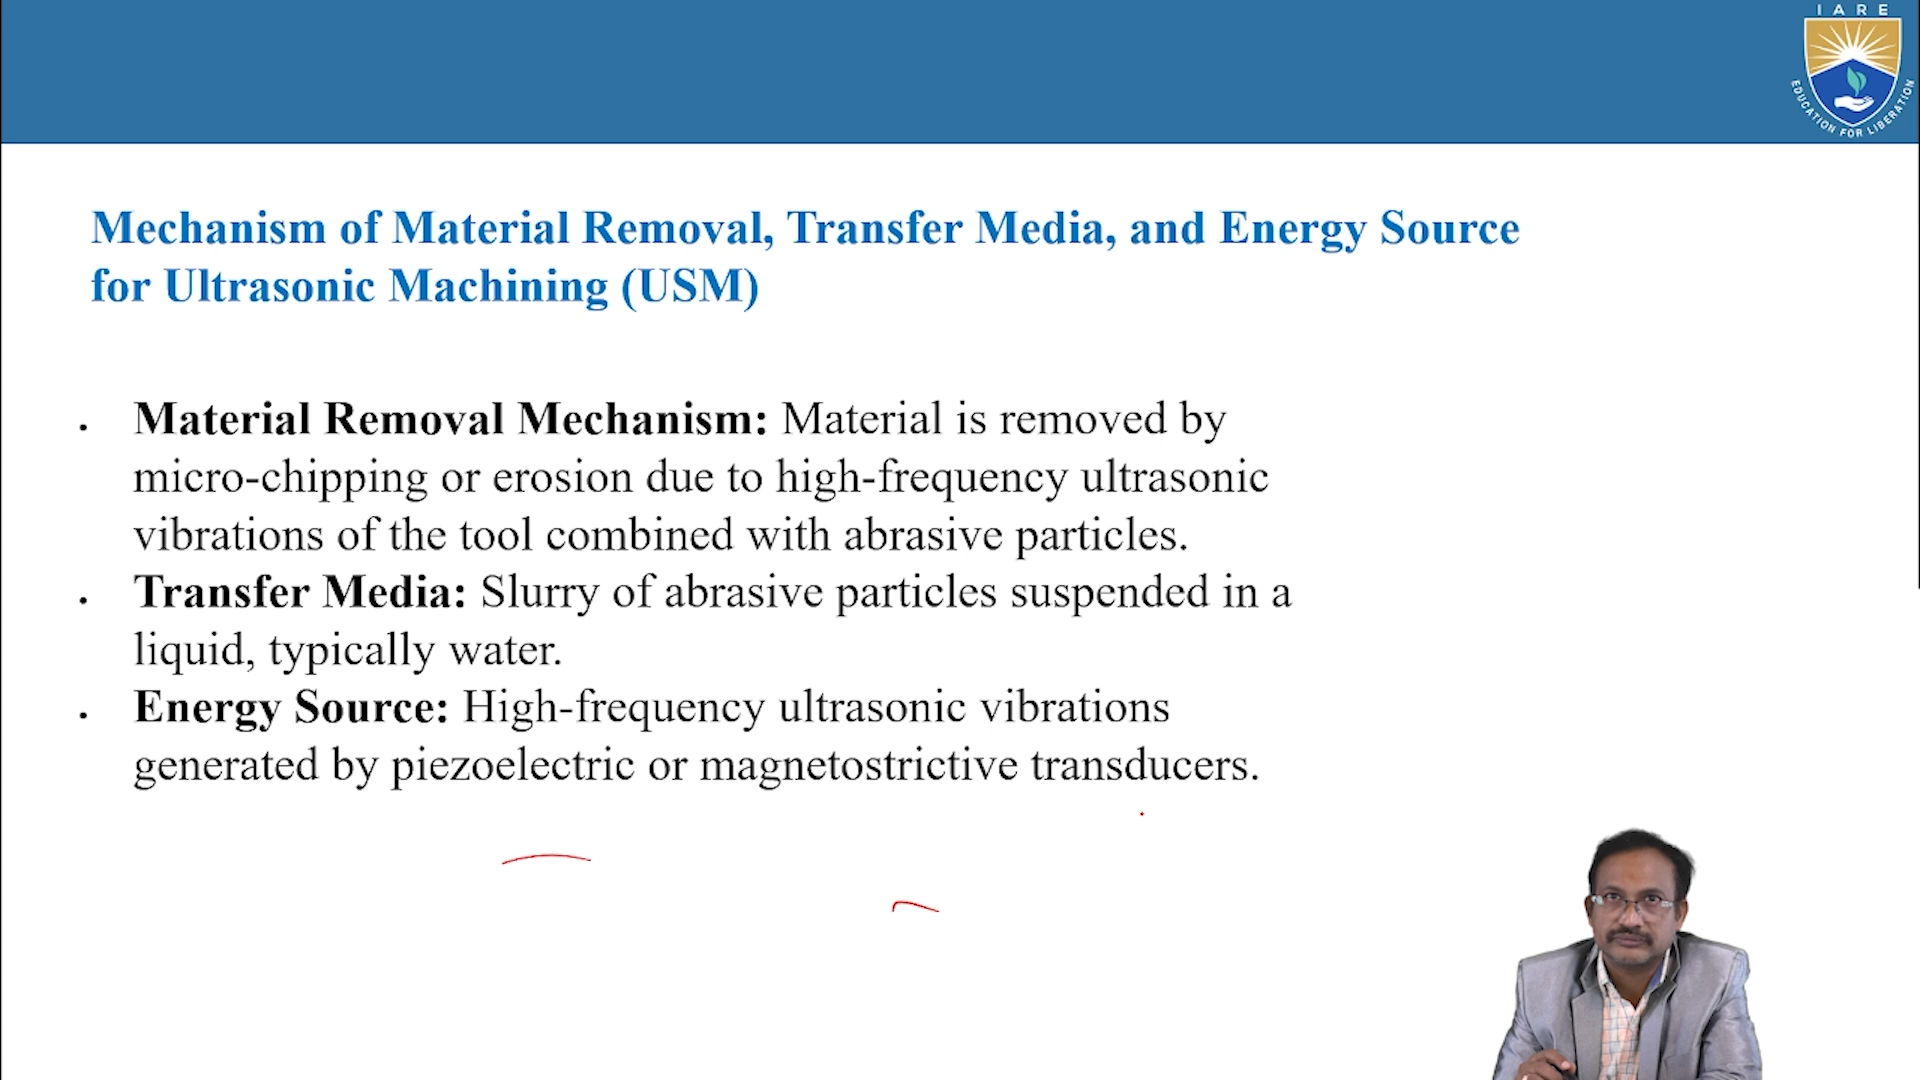 IARE
EDUCATION FOR LIBERATION
Mechanism of Material Removal, Transfer Media, and Energy Source
for Ultrasonic Machining (USM)
• Material Removal Mechanism: Material is removed by
micro-chipping or erosion due to high-frequency ultrasonic
vibrations of the tool combined with abrasive particles.
• Transfer Media: Slurry of abrasive particles suspended in a
liquid, typically water.
• Energy Source: High-frequency ultrasonic vibrations
generated by piezoelectric or magnetostrictive transducers.